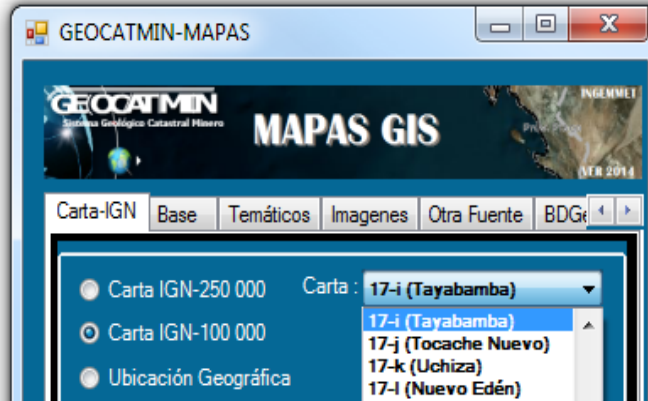 GEOCATMIN-MAPAS
GEOCATMIN
Sistema Geológico Catastral Minero
MAPAS GIS
INGEMMET
VER 2014
Carta-IGN Base Temáticos Imagenes Otra Fuente
Carta IGN-250 000 Carta : 17-i (Tayabamba)
17-i (Tayabamba)
Carta IGN-100 000
17-j (Tocache Nuevo)
17-k (Uchiza)
Ubicación Geográfica
17-l (Nuevo Edén)